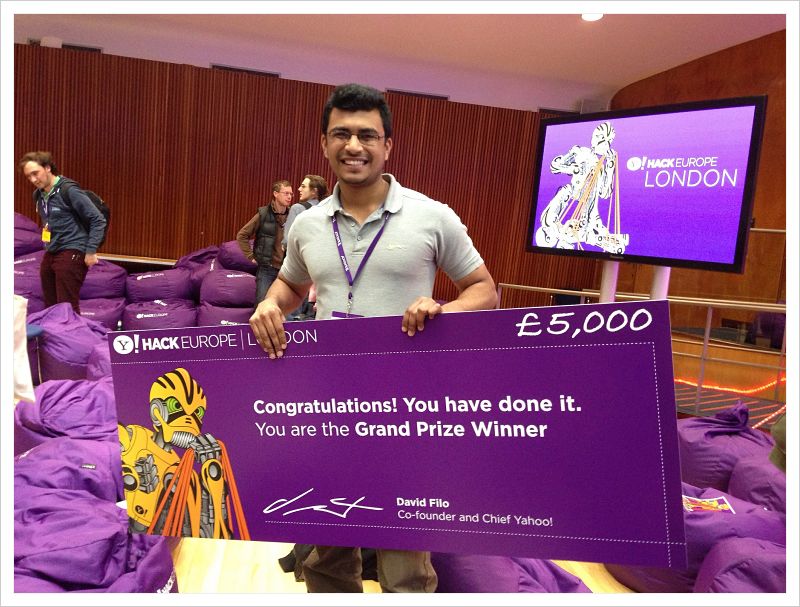 Y! HACK EUROPE
LONDON
Y! HACK EUROPE | LONDON
£5,000
Congratulations! You have done it.
You are the Grand Prize Winner
David Filo
Co-founder and Chief Yahoo!